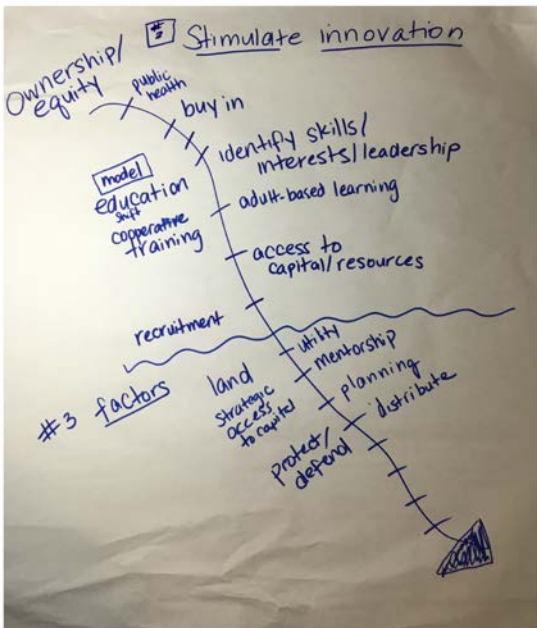 #2 Stimulate innovation
Ownership/
equity
public
health
buy in
identify skills/
interests/leadership
model
education
shift
cooperative
training
adult-based learning
access to
capital/resources
recruitment
utility
mentorship
#3 factors
land
strategic
access
to capital
planning
distribute
protect/
defend